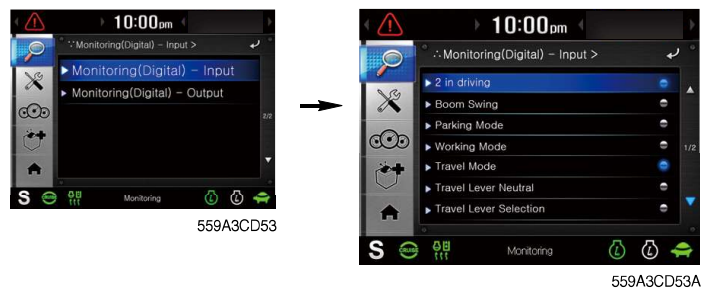 10:00pm
∵Monitoring(Digital) - Input >
Monitoring(Digital) - Input
Monitoring(Digital) - Output
2/2
S CRUISE Monitoring L L
559A3CD53
10:00pm
∴Monitoring(Digital) - Input >
2 in driving
Boom Swing
Parking Mode
Working Mode
Travel Mode
Travel Lever Neutral
Travel Lever Selection
1/2
S CRUISE Monitoring L L
559A3CD53A